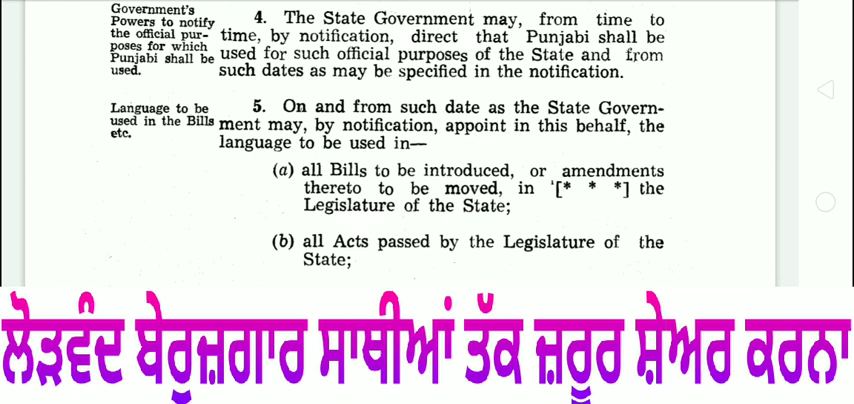 Government's
Powers to notify
the official pur-
poses for which
Punjabi shall be
used.
4. The State Government may, from time to
time, by notification, direct that Punjabi shall be
used for such official purposes of the State and from
such dates as may be specified in the notification.
Language to be
used in the Bills
etc.
5. On and from such date as the State Govern-
ment may, by notification, appoint in this behalf, the
language to be used in—
(a) all Bills to be introduced, or amendments
thereto to be moved, in ¹[* * *] the
Legislature of the State;
(b) all Acts passed by the Legislature of the
State;
ਲੋੜਵੰਦ ਬੇਰੁਜ਼ਗਾਰ ਸਾਥੀਆਂ ਤੱਕ ਜ਼ਰੂਰ ਸ਼ੇਅਰ ਕਰਨਾ